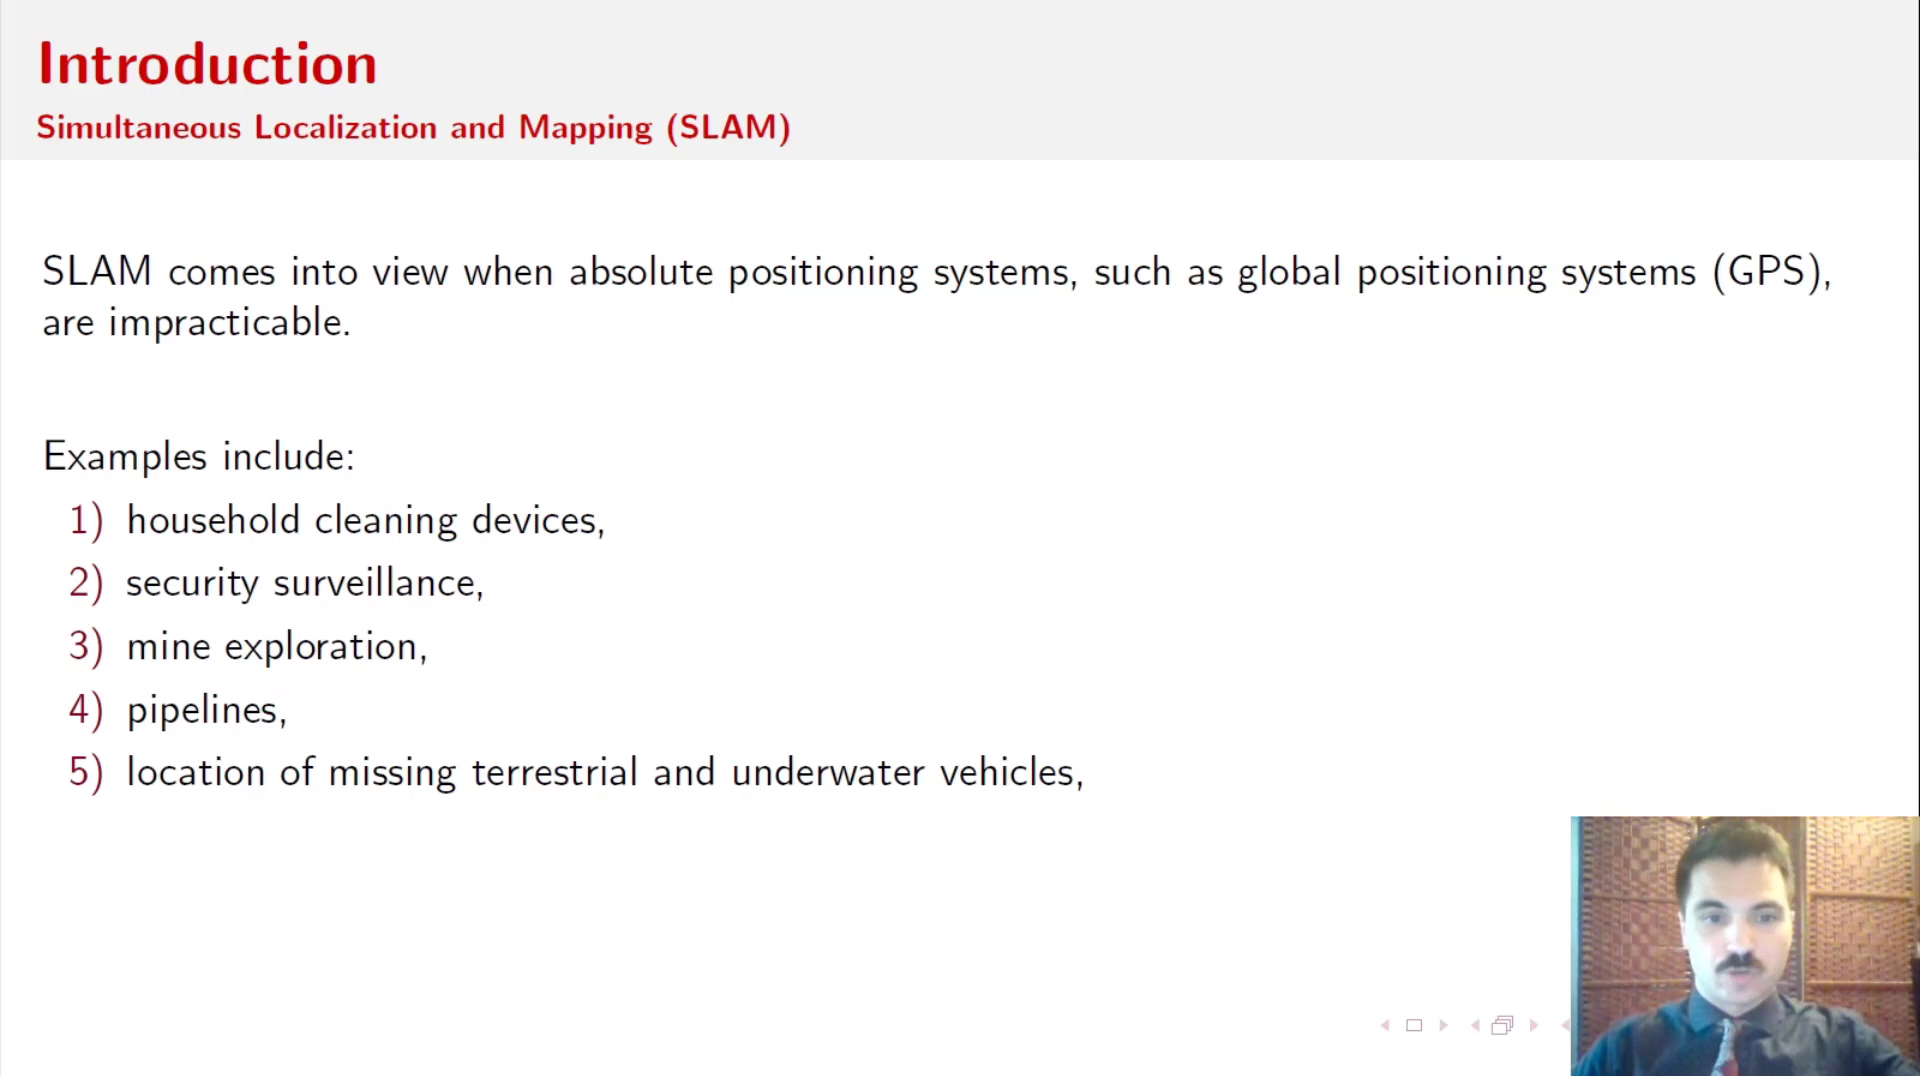 Introduction
Simultaneous Localization and Mapping (SLAM)
SLAM comes into view when absolute positioning systems, such as global positioning systems (GPS),
are impracticable.
Examples include:
1) household cleaning devices,
2) security surveillance,
3) mine exploration,
4) pipelines,
5) location of missing terrestrial and underwater vehicles,